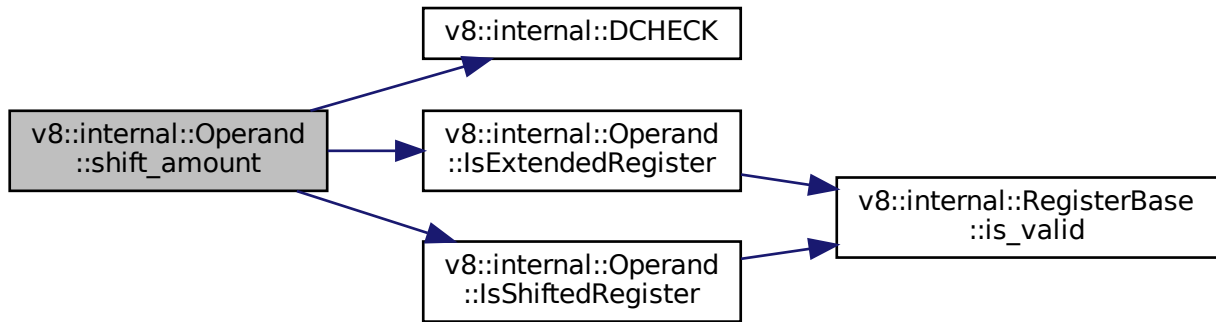 v8::internal::DCHECK
v8::internal::Operand
::shift_amount
v8::internal::Operand
::IsExtendedRegister
v8::internal::RegisterBase
::is_valid
v8::internal::Operand
::IsShiftedRegister